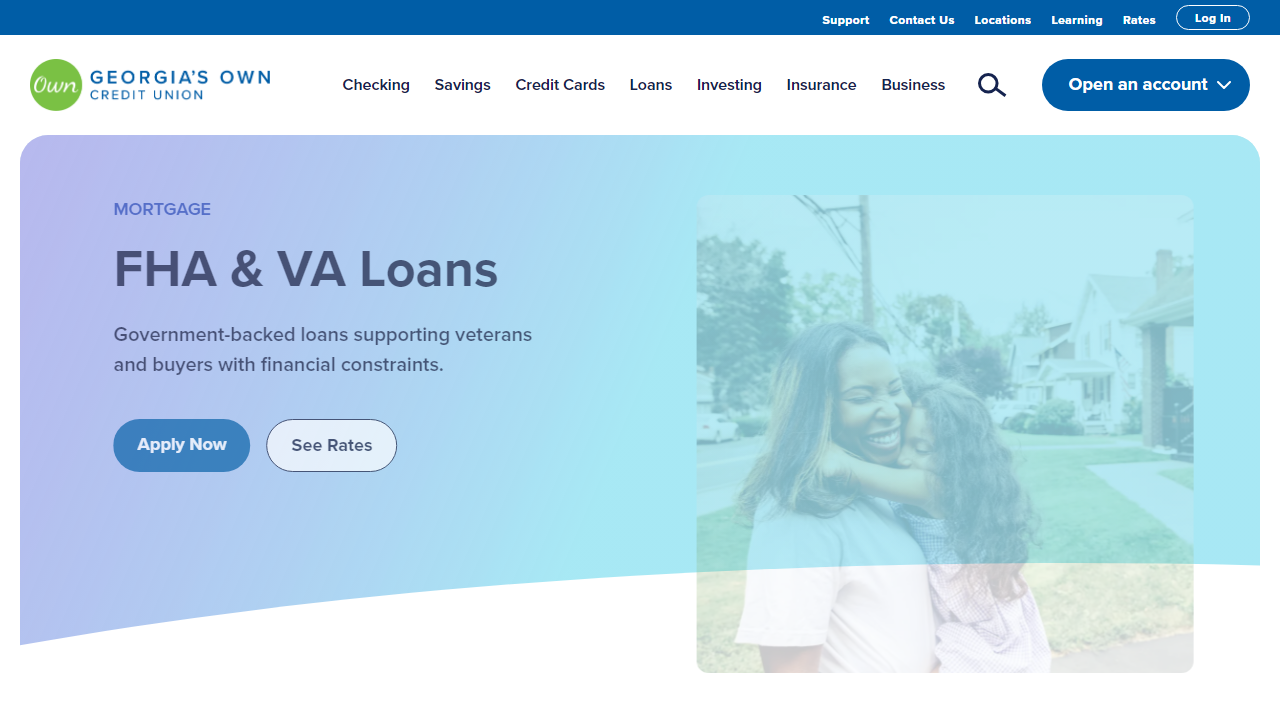 Support Contact Us Locations Learning Rates Log In
Own GEORGIA'S OWN
CREDIT UNION
Checking Savings Credit Cards Loans Investing Insurance Business Open an account
MORTGAGE
FHA & VA Loans
Government-backed loans supporting veterans
and buyers with financial constraints.
Apply Now See Rates